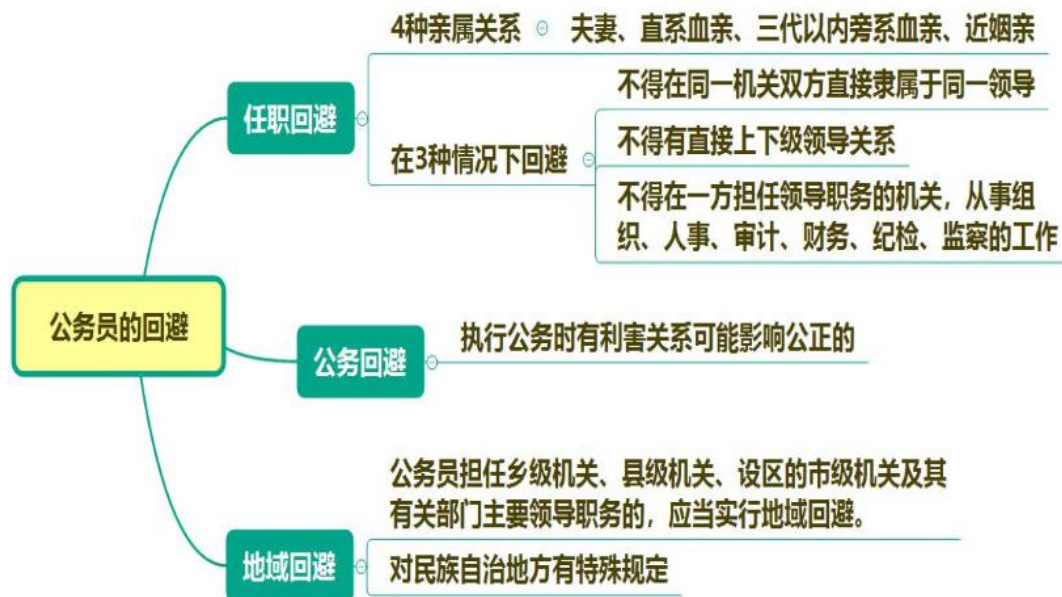 公务员的回避
任职回避
4种亲属关系
夫妻、直系血亲、三代以内旁系血亲、近姻亲
在3种情况下回避
不得在同一机关双方直接隶属于同一领导
不得有直接上下级领导关系
不得在一方担任领导职务的机关，从事组
织、人事、审计、财务、纪检、监察的工作
公务回避
执行公务时有利害关系可能影响公正的
地域回避
公务员担任乡级机关、县级机关、设区的市级机关及其
有关部门主要领导职务的，应当实行地域回避。
对民族自治地方有特殊规定